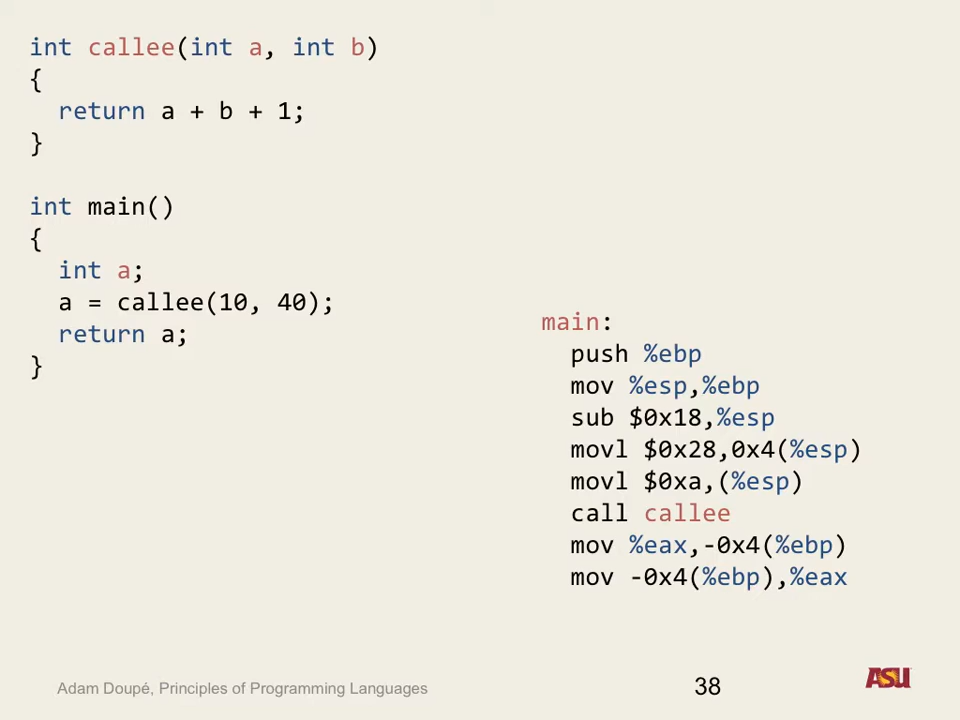 int callee(int a, int b)
{
  return a + b + 1;
}
int main()
{
  int a;
  a = callee(10, 40);
  return a;
}
main:
  push %ebp
  mov %esp,%ebp
  sub $0x18,%esp
  movl $0x28,0x4(%esp)
  movl $0xa,(%esp)
  call callee
  mov %eax,-0x4(%ebp)
  mov -0x4(%ebp),%eax
Adam Doupé, Principles of Programming Languages
38
ASU